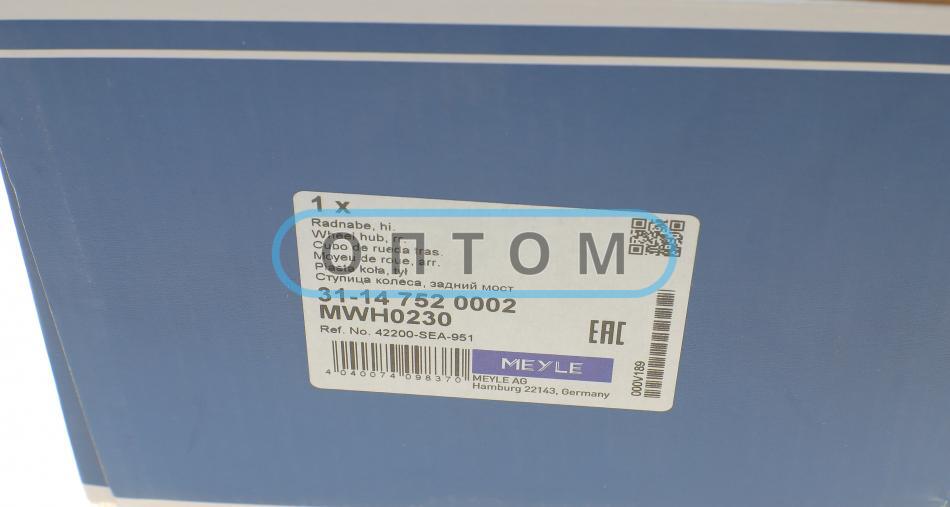 1 x
Radnabe, hi.
Wheel hub, rr.
Cubo de rueda tras.
Moyeu de roue, arr.
Piasta koła, tył
Ступица колеса, задний мост
ОПТОМ
31-14 752 0002
MWH0230
Ref. No. 42200-SEA-951
EAC
MEYLE
4 040074 098370
MEYLE AG
Hamburg 22143, Germany
000V189